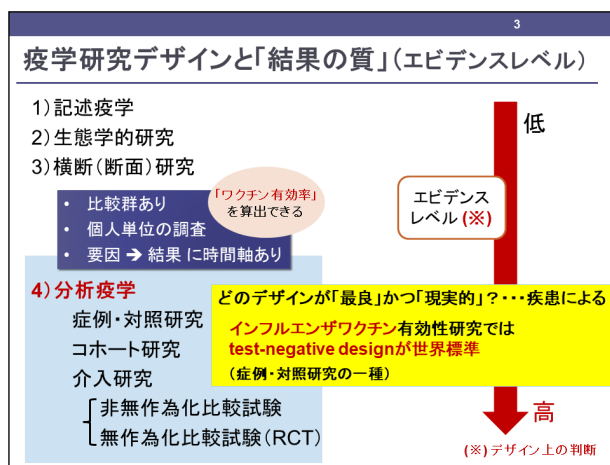 3
疫学研究デザインと「結果の質」(エビデンスレベル)
1)記述疫学
2)生態学的研究
3)横断(断面)研究
• 比較群あり
• 個人単位の調査
• 要因 ➔ 結果 に時間軸あり
「ワクチン有効率」
を算出できる
4)分析疫学
症例・対照研究
コホート研究
介入研究
非無作為化比較試験
無作為化比較試験(RCT)
低
エビデンス
レベル(※)
どのデザインが「最良」かつ「現実的」?・・・疾患による
インフルエンザワクチン有効性研究では
test-negative designが世界標準
(症例・対照研究の一種)
高
(※)デザイン上の判断